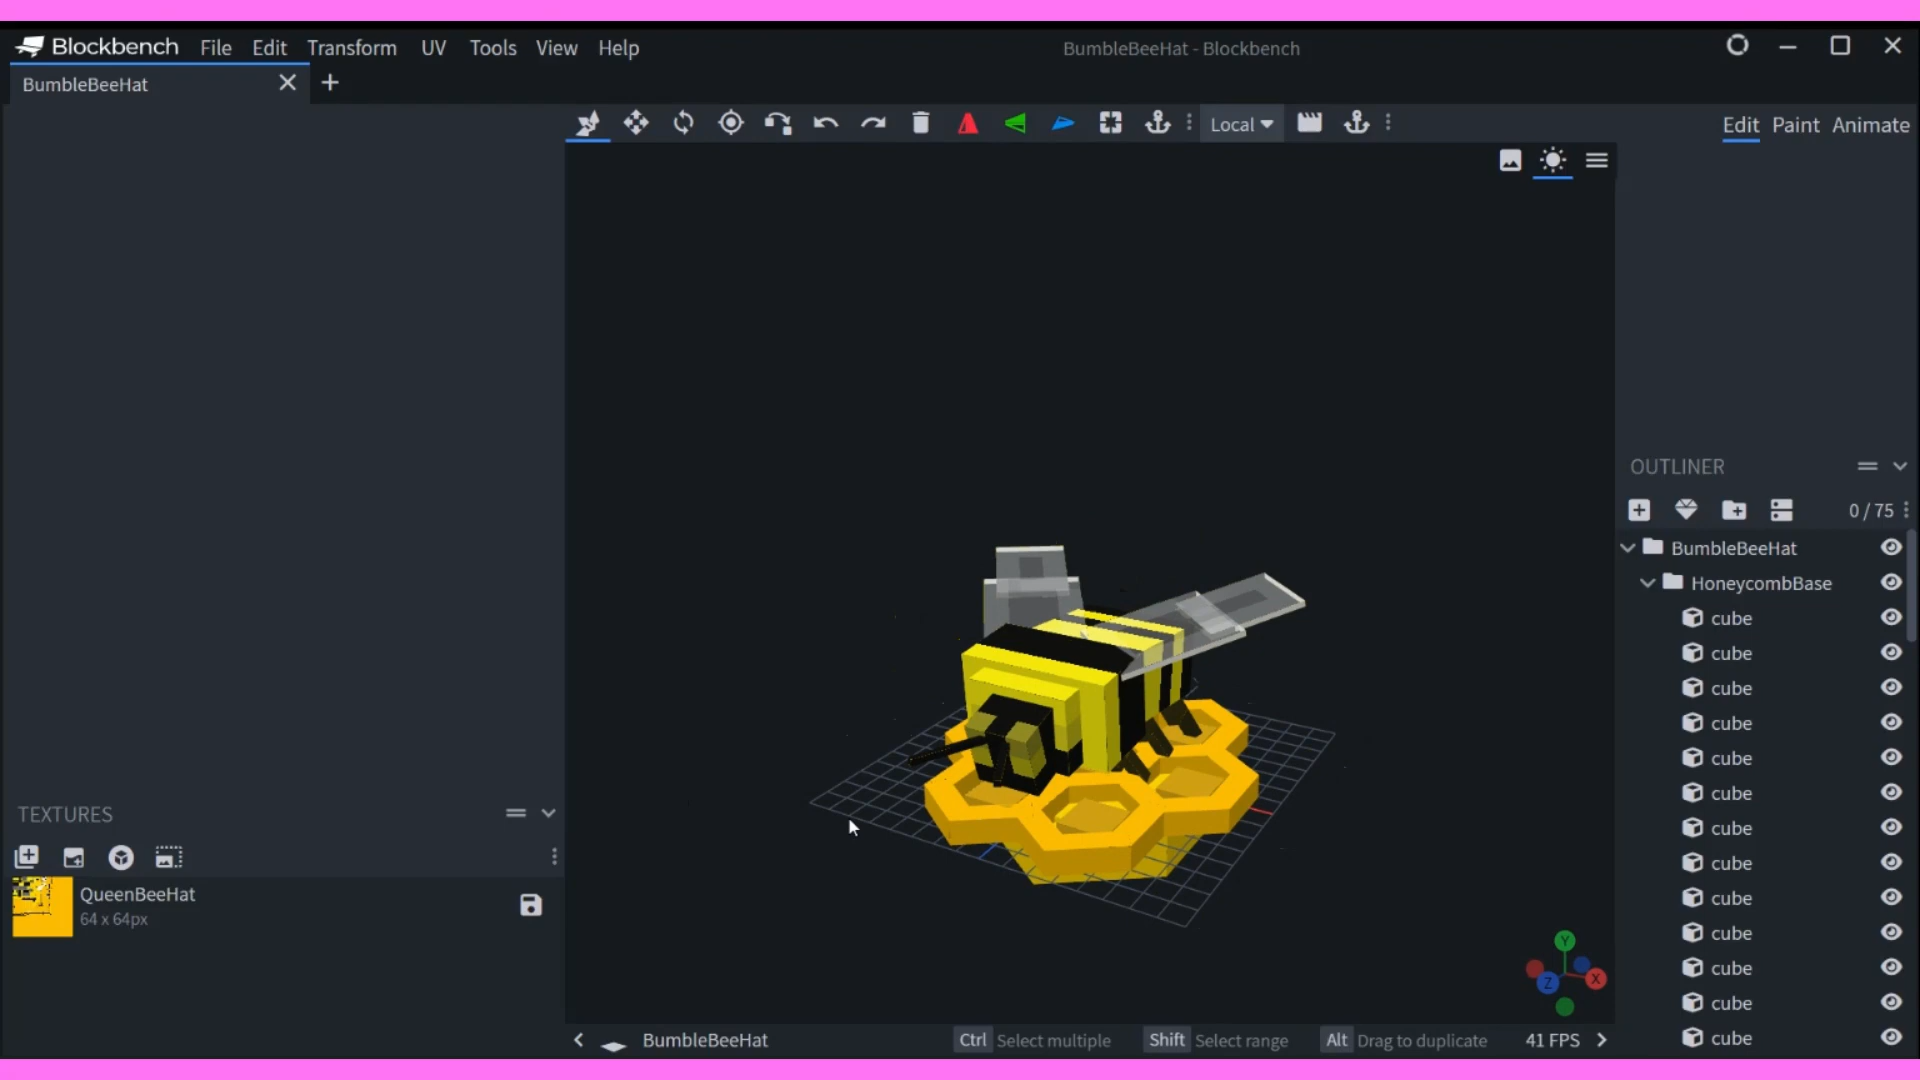 Blockbench File Edit Transform UV Tools View Help BumbleBeeHat - Blockbench
BumbleBeeHat
Local
Edit Paint Animate
OUTLINER
0 / 75
BumbleBeeHat
HoneycombBase
cube
cube
cube
cube
cube
cube
cube
cube
cube
cube
cube
cube
cube
TEXTURES
QueenBeeHat
64 x 64px
Y
X
Z
BumbleBeeHat Ctrl Select multiple Shift Select range Alt Drag to duplicate 41 FPS